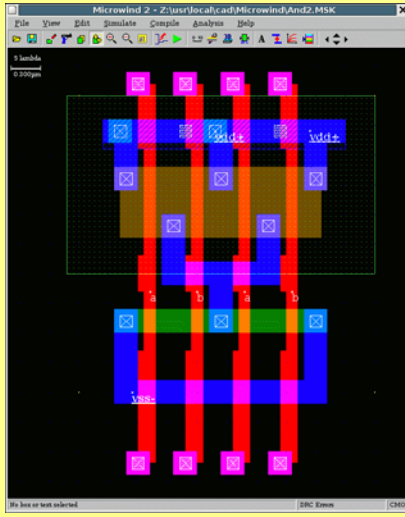 Microwind 2 - Z:\usr\local\cad\Microwind\And2.MSK
File View Edit Simulate Compile Analysis Help
5 lambda
0.300µm
vdd+ vdd+
a b a b
vss-
No box or text selected DRC Errors CMO